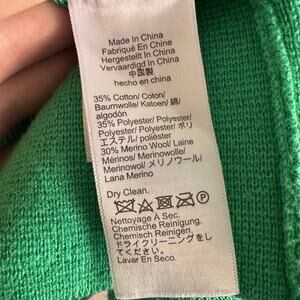 Made In China
Fabriqué En Chine
Hergestellt In China
Vervaardigd In China
中国製
hecho en china
35% Cotton/ Coton/
Baumwolle/ Katoen/ 綿/
algodón
35% Polyester/ Polyester/
Polyester/ Polyester/ ポリ
エステル/ poliéster
30% Merino Wool/ Laine
Mérinos/ Merinowolle/
Merinowol/ メリノウール/
Lana Merino
Dry Clean.
P
Nettoyage À Sec.
Chemische Reinigung.
Chemisch Reinigen.
ドライクリーニングをし
てください。
Lavar En Seco.